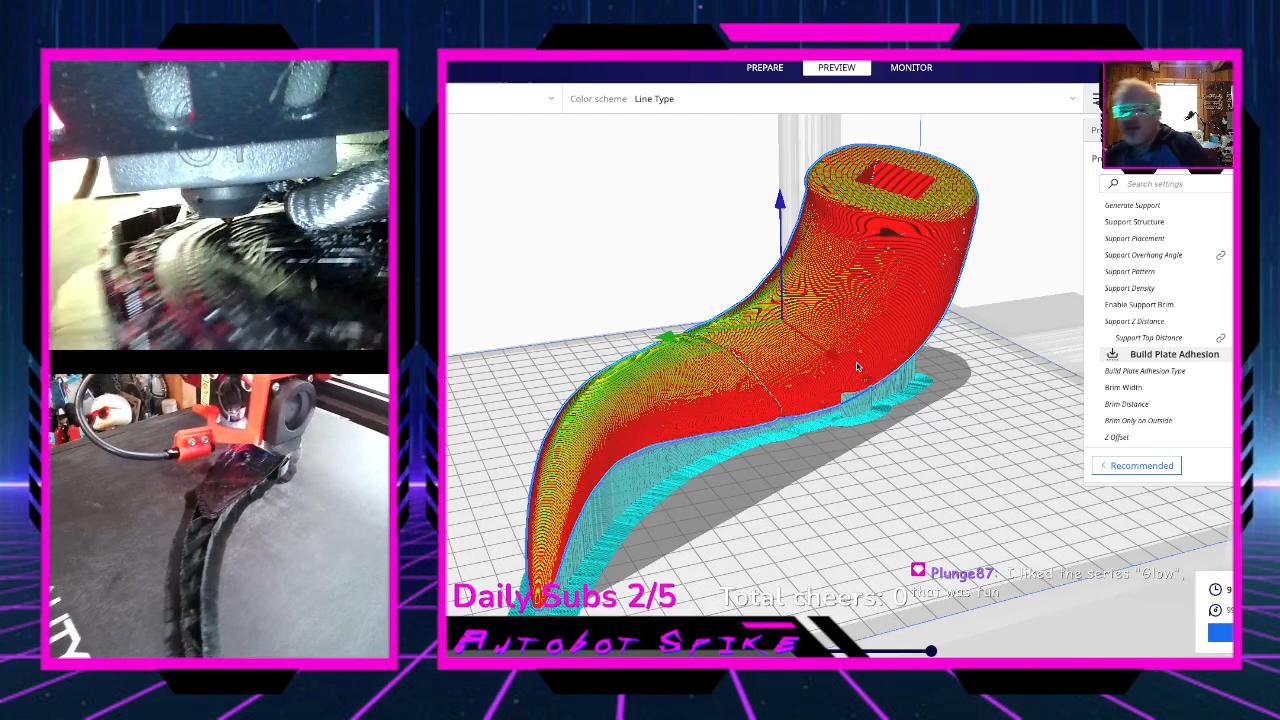 PREPARE PREVIEW MONITOR
Color scheme Line Type
Search settings
Generate Support
Support Structure
Support Placement
Support Overhang Angle
Support Pattern
Support Density
Enable Support Brim
Support Z Distance
Support Top Distance
Build Plate Adhesion
Build Plate Adhesion Type
Brim Width
Brim Distance
Brim Only on Outside
Z Offset
Recommended
Plunge87: I liked the series "Glow",
that was fun
Daily Subs 2/5
Total cheers: 0
Autobot Spike